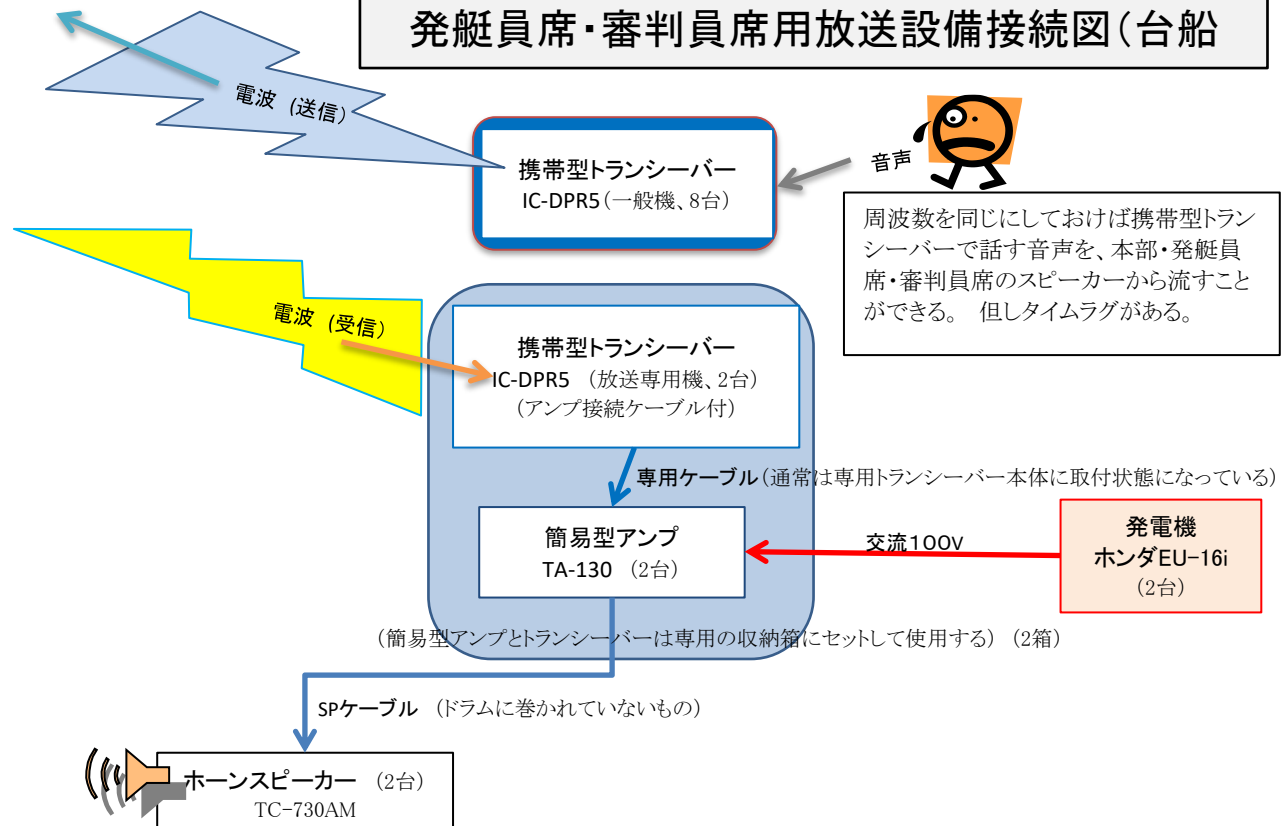 発艇員席・審判員席用放送設備接続図(台船
電波 (送信)
携帯型トランシーバー
IC-DPR5(一般機、8台)
音声
周波数を同じにしておけば携帯型トラン
シーバーで話す音声を、本部・発艇員
席・審判員席のスピーカーから流すこと
ができる。 但しタイムラグがある。
電波 (受信)
携帯型トランシーバー
IC-DPR5 (放送専用機、2台)
(アンプ接続ケーブル付)
専用ケーブル(通常は専用トランシーバー本体に取付状態になっている)
簡易型アンプ
TA-130 (2台)
交流100V
発電機
ホンダEU-16i
(2台)
(簡易型アンプとトランシーバーは専用の収納箱にセットして使用する) (2箱)
SPケーブル (ドラムに巻かれていないもの)
ホーンスピーカー (2台)
TC-730AM